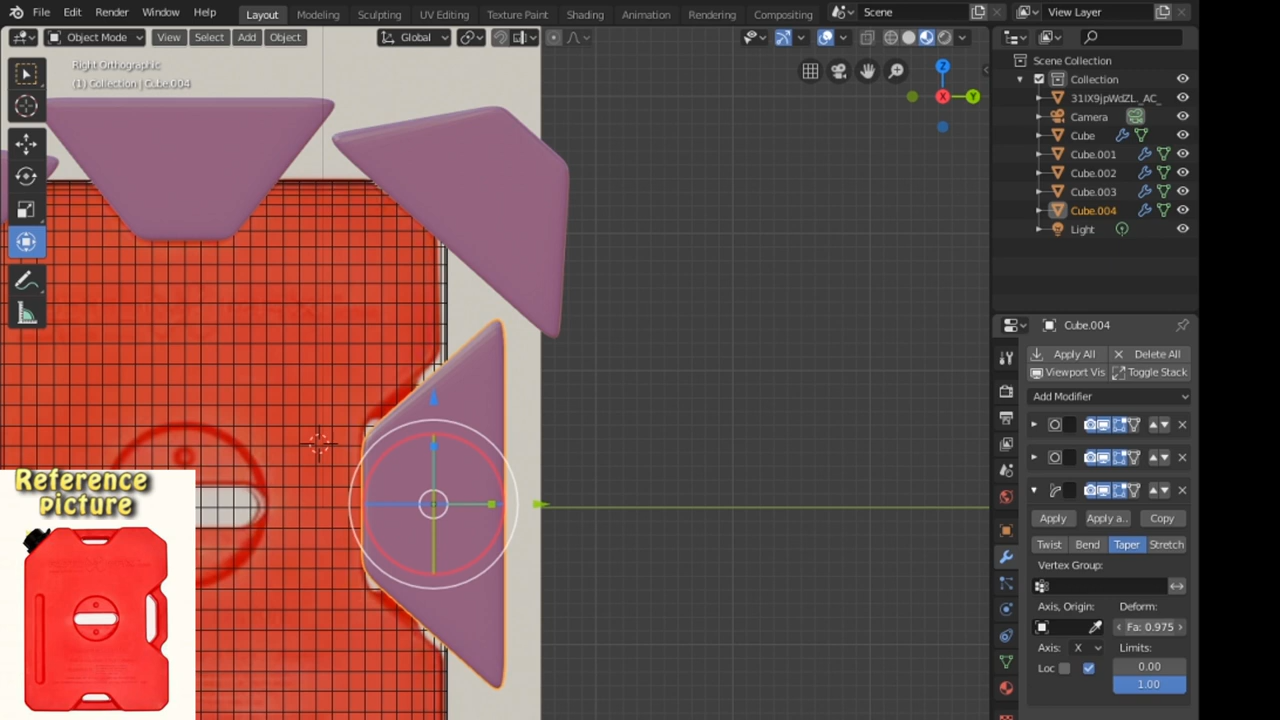 File Edit Render Window Help Layout Modeling Sculpting UV Editing Texture Paint Shading Animation Rendering Compositing Scene View Layer
Object Mode View Select Add Object Global
Right Orthographic
(1) Collection | Cube.004
Z
X
Y
Scene Collection
Collection
31IX9jpWdZL_AC_
Camera
Cube
Cube.001
Cube.002
Cube.003
Cube.004
Light
Cube.004
Apply All Delete All
Viewport Vis Toggle Stack
Add Modifier
Apply Apply a.. Copy
Twist Bend Taper Stretch
Vertex Group:
Axis, Origin: Deform:
Fa: 0.975
Axis: X Limits:
Loc 0.00
1.00
Reference
picture